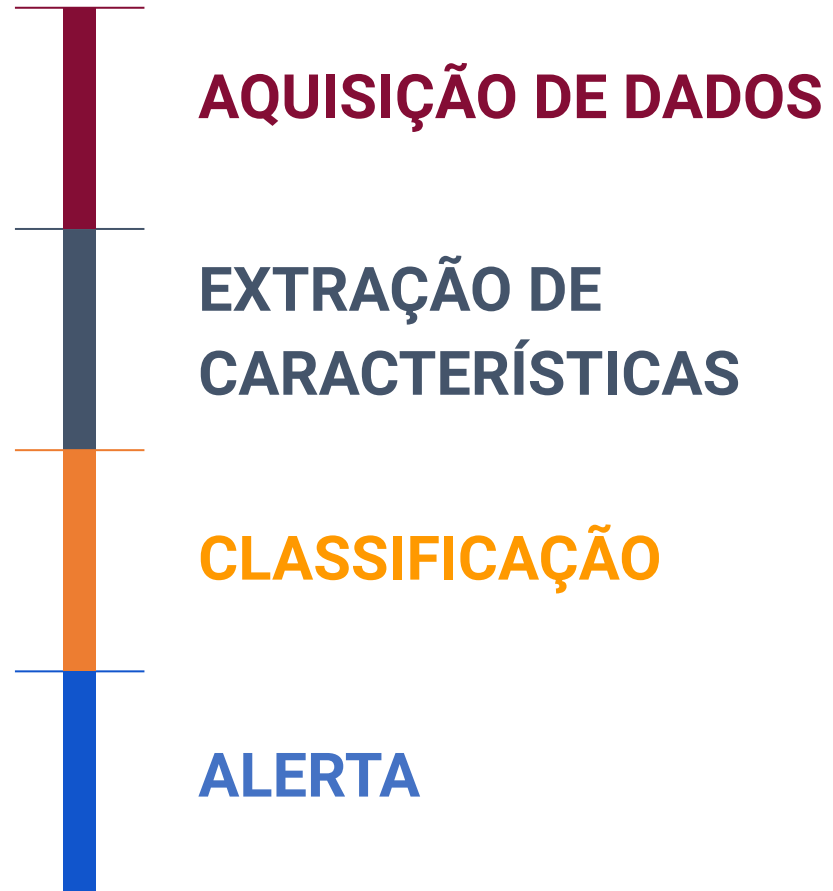 AQUISIÇÃO DE DADOS
EXTRAÇÃO DE
CARACTERÍSTICAS
CLASSIFICAÇÃO
ALERTA